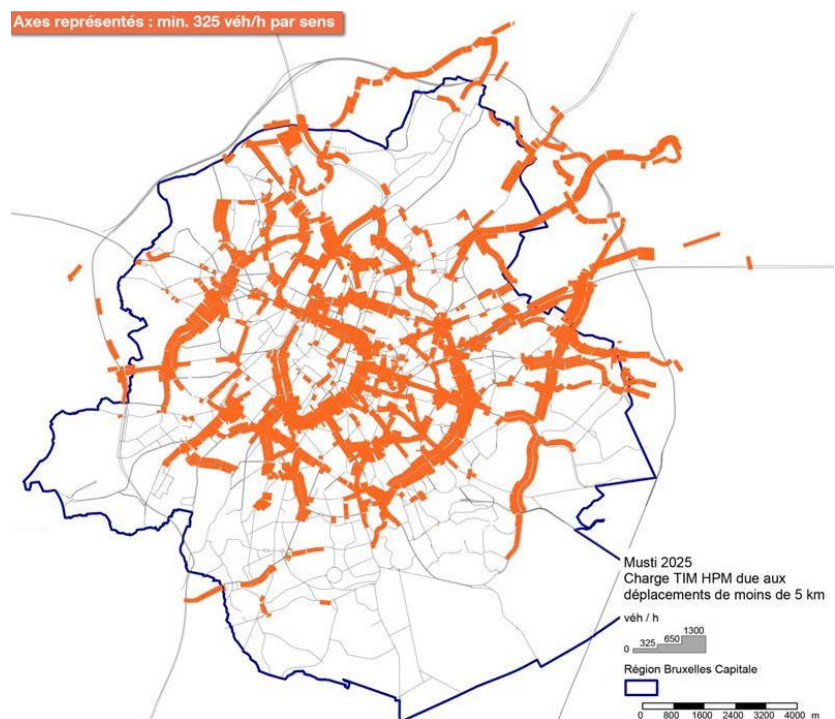 Axes représentés : min. 325 véh/h par sens
Musti 2025
Charge TIM HPM due aux
déplacements de moins de 5 km
véh / h
0 325 650 1300
Région Bruxelles Capitale
0 800 1600 2400 3200 4000 m